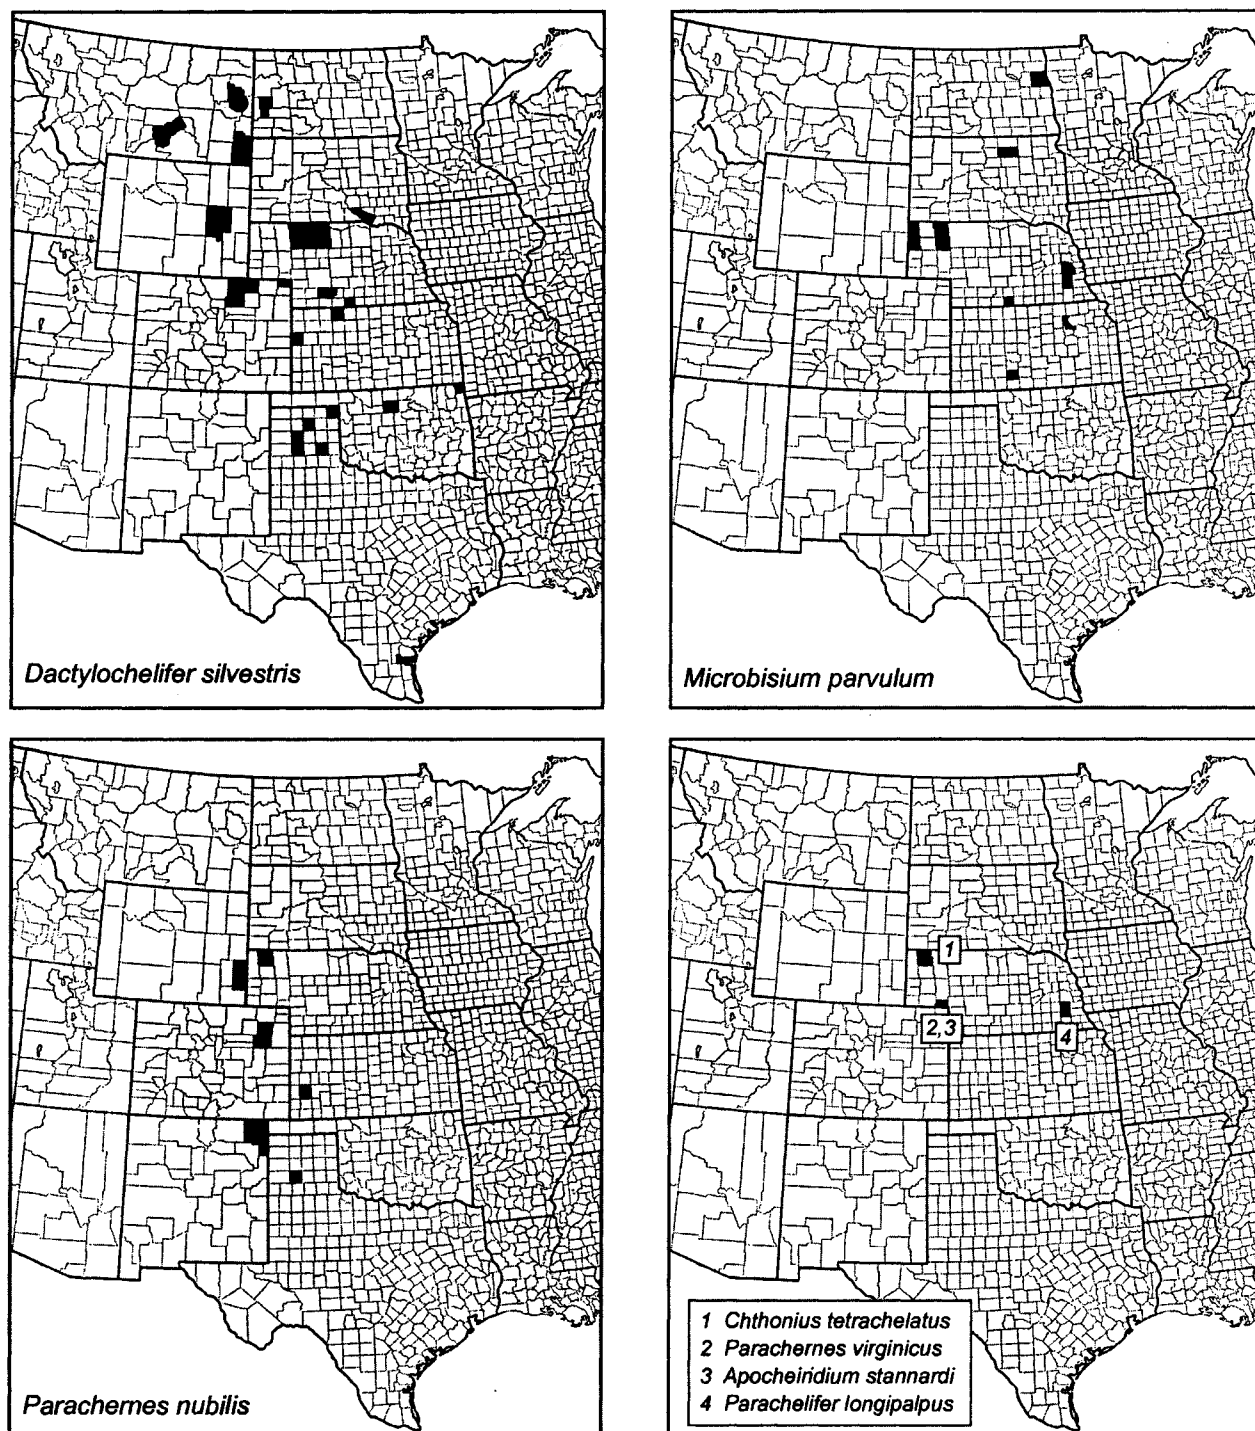 Dactylochelifer silvestris
Microbisium parvulum
Parachernes nubilis
1
2,3
4
1 Chthonius tetrachelatus
2 Parachernes virginicus
3 Apocheiridium stannardi
4 Parachelifer longipalpus